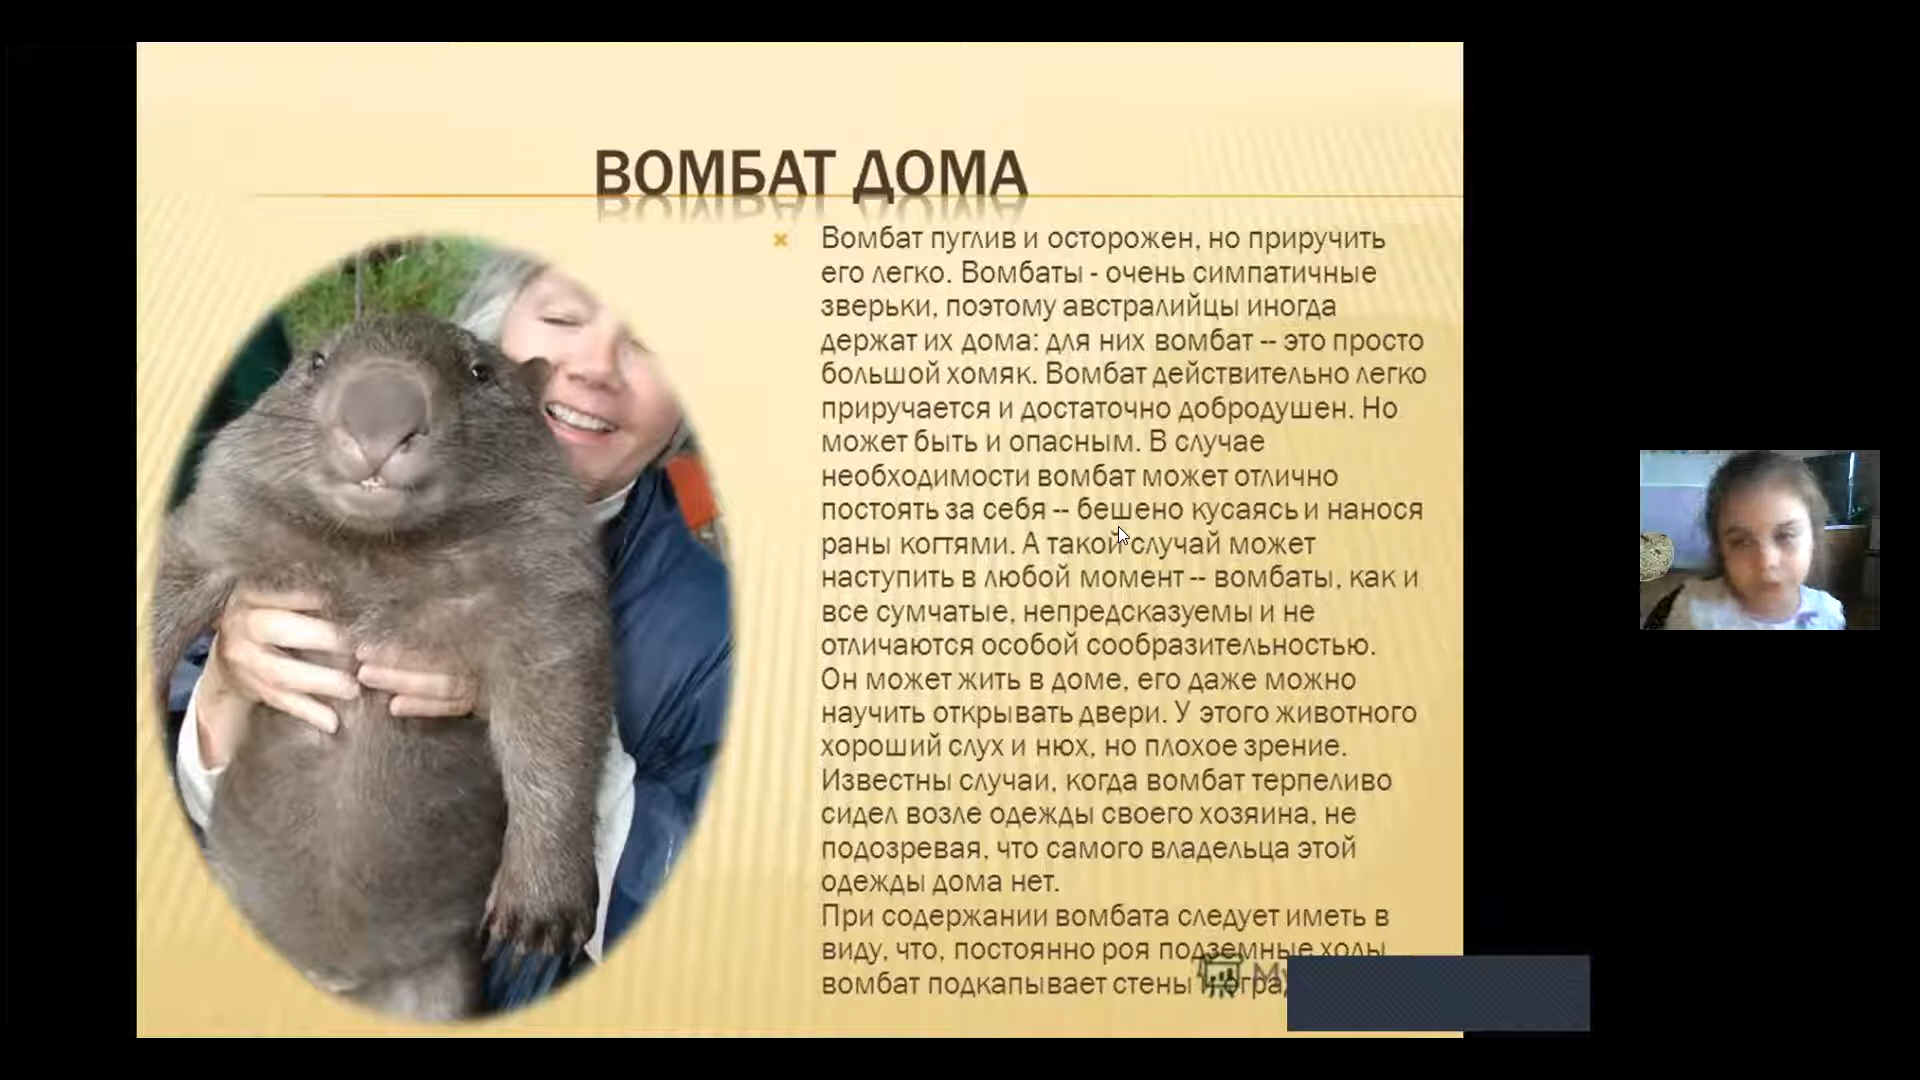 ВОМБАТ ДОМА
Вомбат пуглив и осторожен, но приручить
его легко. Вомбаты - очень симпатичные
зверьки, поэтому австралийцы иногда
держат их дома: для них вомбат -- это просто
большой хомяк. Вомбат действительно легко
приручается и достаточно добродушен. Но
может быть и опасным. В случае
необходимости вомбат может отлично
постоять за себя -- бешено кусаясь и нанося
раны когтями. А такой случай может
наступить в любой момент -- вомбаты, как и
все сумчатые, непредсказуемы и не
отличаются особой сообразительностью.
Он может жить в доме, его даже можно
научить открывать двери. У этого животного
хороший слух и нюх, но плохое зрение.
Известны случаи, когда вомбат терпеливо
сидел возле одежды своего хозяина, не
подозревая, что самого владельца этой
одежды дома нет.
При содержании вомбата следует иметь в
виду, что, постоянно роя подземные ходы
вомбат подкапывает стены